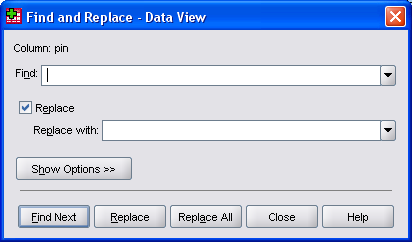 Find and Replace - Data View
Column: pin
Find:
Replace
Replace with:
Show Options >>
Find Next Replace Replace All Close Help